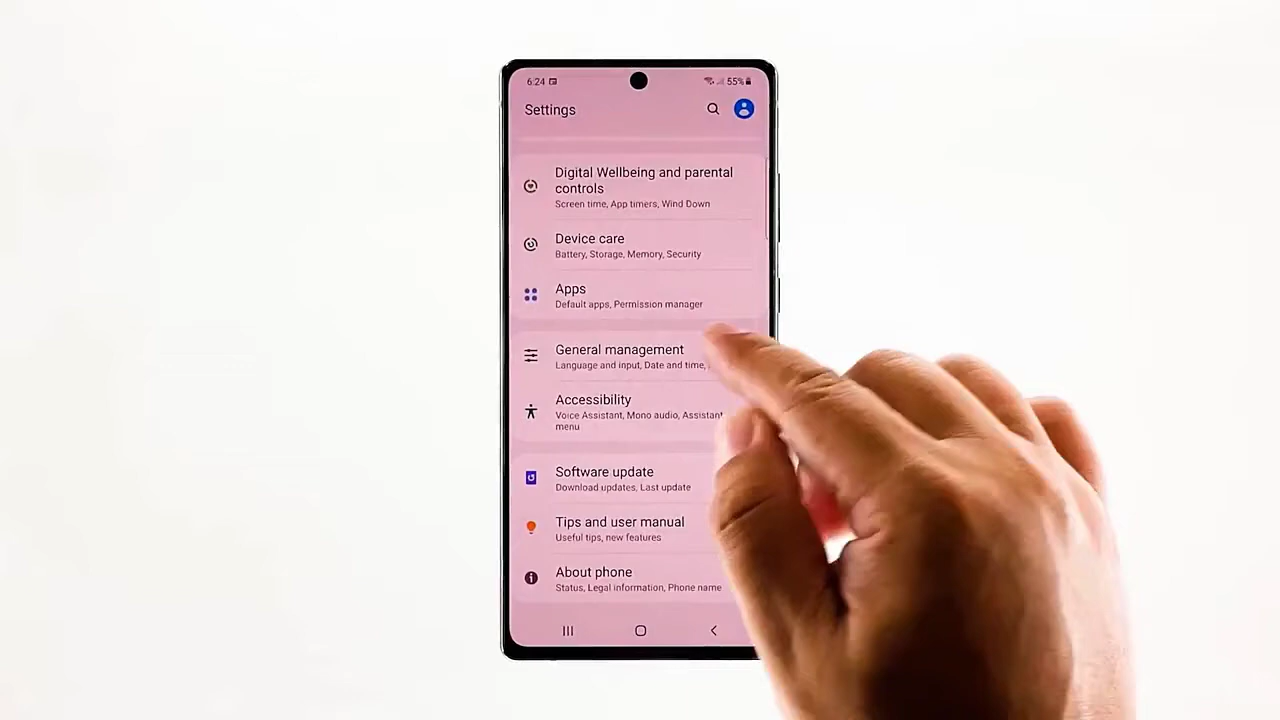 6:24
55%
Settings
Digital Wellbeing and parental
controls
Screen time, App timers, Wind Down
Device care
Battery, Storage, Memory, Security
Apps
Default apps, Permission manager
General management
Language and input, Date and time,
Accessibility
Voice Assistant, Mono audio, Assistant
menu
Software update
Download updates, Last update
Tips and user manual
Useful tips, new features
About phone
Status, Legal information, Phone name